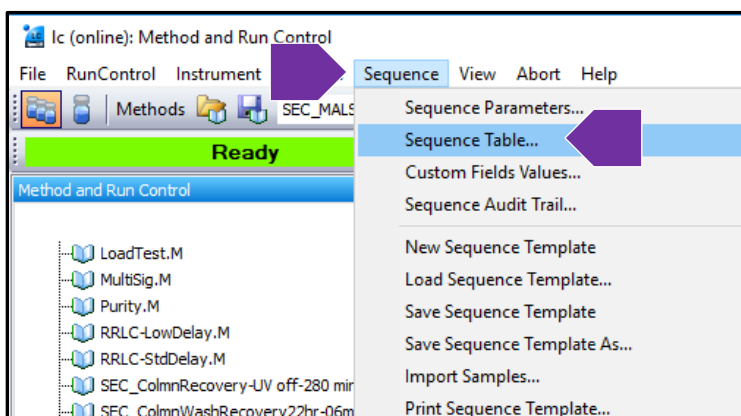 lc (online): Method and Run Control
File RunControl Instrument Sequence View Abort Help
Methods SEC_MALS
Ready
Method and Run Control
LoadTest.M
MultiSig.M
Purity.M
RRLC-LowDelay.M
RRLC-StdDelay.M
SEC_ColmnRecovery-UV off-280 mir
SEC_ColmnWashRecovery22hr-06m
Sequence Parameters...
Sequence Table...
Custom Fields Values...
Sequence Audit Trail...
New Sequence Template
Load Sequence Template...
Save Sequence Template
Save Sequence Template As...
Import Samples...
Print Sequence Template...